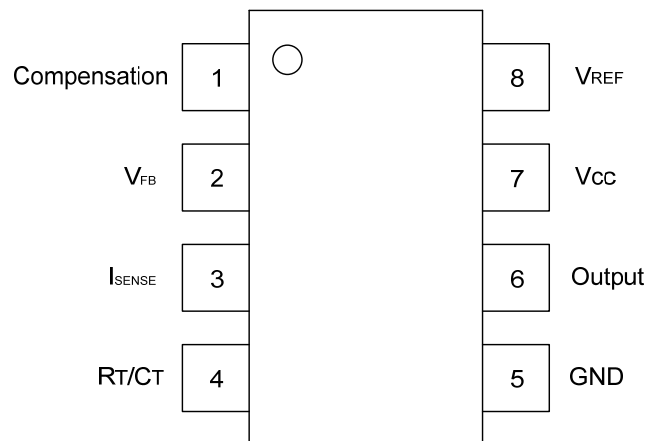 Compensation 1 8 VREF
VFB 2 7 VCC
ISENSE 3 6 Output
RT/CT 4 5 GND